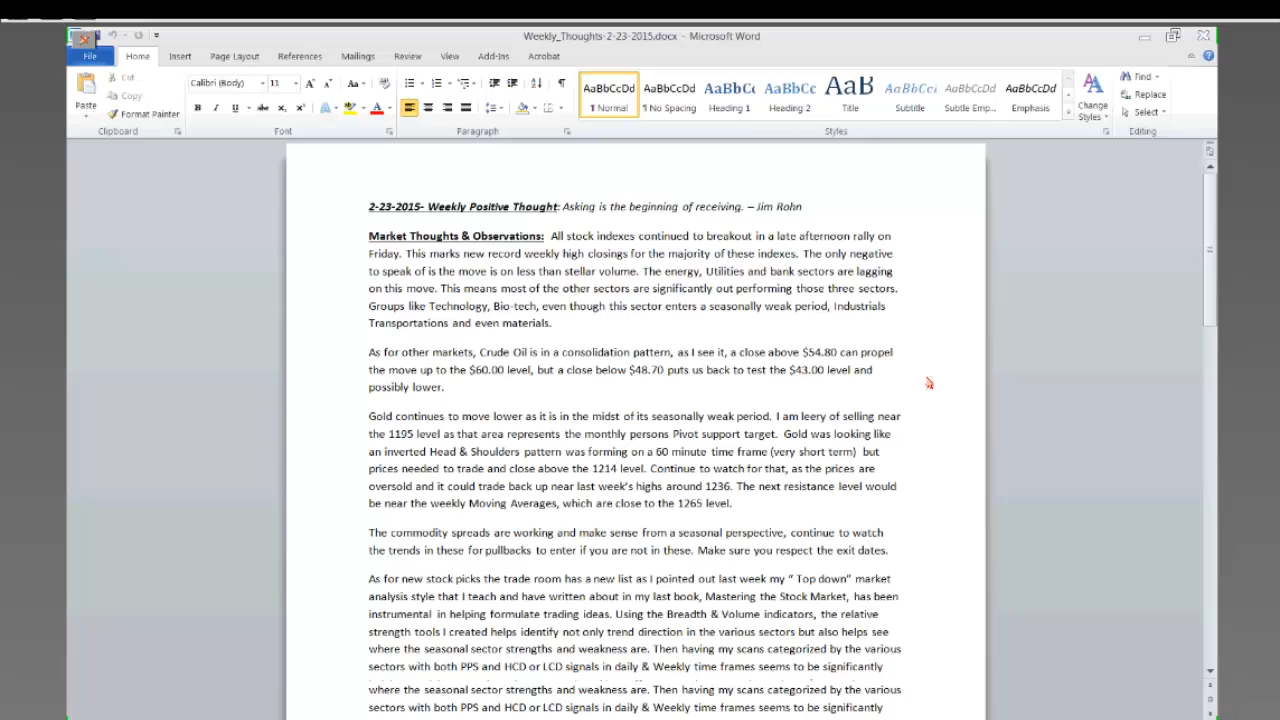 Weekly_Thoughts-2-23-2015.docx - Microsoft Word
File Home Insert Page Layout References Mailings Review View Add-Ins Acrobat
Paste
Cut
Copy
Format Painter
Clipboard
Calibri (Body) 11
Font
Paragraph
AaBbCcDd AaBbCcDd AaBbC AaBbCc AaB AaBbCc AaBbCcDd AaBbCcDd
¶ Normal ¶ No Spacing Heading 1 Heading 2 Title Subtitle Subtle Emp... Emphasis
Change
Styles
Styles
Find
Replace
Select
Editing
2-23-2015- Weekly Positive Thought: Asking is the beginning of receiving. – Jim Rohn
Market Thoughts & Observations: All stock indexes continued to breakout in a late afternoon rally on
Friday. This marks new record weekly high closings for the majority of these indexes. The only negative
to speak of is the move is on less than stellar volume. The energy, Utilities and bank sectors are lagging
on this move. This means most of the other sectors are significantly out performing those three sectors.
Groups like Technology, Bio-tech, even though this sector enters a seasonally weak period, Industrials
Transportations and even materials.
As for other markets, Crude Oil is in a consolidation pattern, as I see it, a close above $54.80 can propel
the move up to the $60.00 level, but a close below $48.70 puts us back to test the $43.00 level and
possibly lower.
Gold continues to move lower as it is in the midst of its seasonally weak period. I am leery of selling near
the 1195 level as that area represents the monthly persons Pivot support target. Gold was looking like
an inverted Head & Shoulders pattern was forming on a 60 minute time frame (very short term) but
prices needed to trade and close above the 1214 level. Continue to watch for that, as the prices are
oversold and it could trade back up near last week's highs around 1236. The next resistance level would
be near the weekly Moving Averages, which are close to the 1265 level.
The commodity spreads are working and make sense from a seasonal perspective, continue to watch
the trends in these for pullbacks to enter if you are not in these. Make sure you respect the exit dates.
As for new stock picks the trade room has a new list as I pointed out last week my “ Top down” market
analysis style that I teach and have written about in my last book, Mastering the Stock Market, has been
instrumental in helping formulate trading ideas. Using the Breadth & Volume indicators, the relative
strength tools I created helps identify not only trend direction in the various sectors but also helps see
where the seasonal sector strengths and weakness are. Then having my scans categorized by the various
sectors with both PPS and HCD or LCD signals in daily & Weekly time frames seems to be significantly
where the seasonal sector strengths and weakness are. Then having my scans categorized by the various
sectors with both PPS and HCD or LCD signals in daily & Weekly time frames seems to be significantly